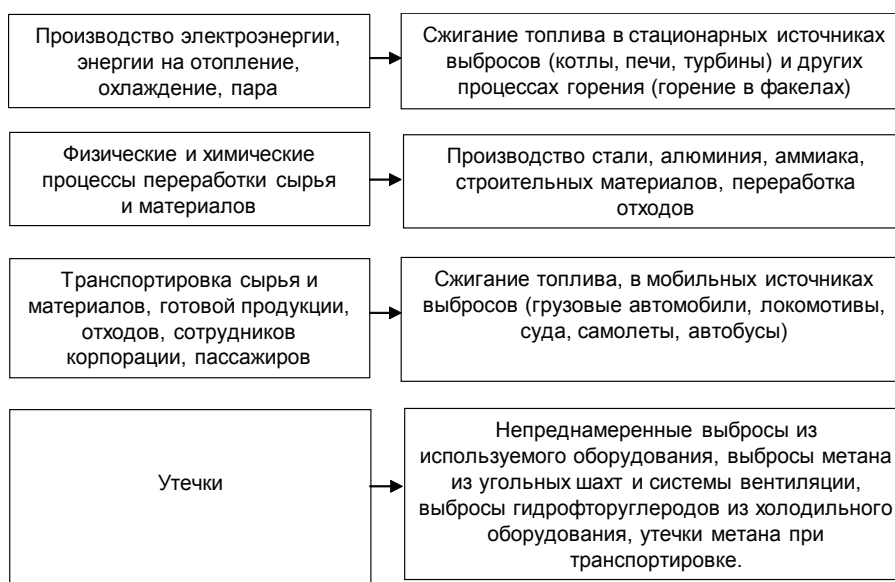 Производство электроэнергии,
энергии на отопление,
охлаждение, пара
Сжигание топлива в стационарных источниках
выбросов (котлы, печи, турбины) и других
процессах горения (горение в факелах)
Физические и химические
процессы переработки сырья
и материалов
Производство стали, алюминия, аммиака,
строительных материалов, переработка
отходов
Транспортировка сырья и
материалов, готовой продукции,
отходов, сотрудников
корпорации, пассажиров
Сжигание топлива, в мобильных источниках
выбросов (грузовые автомобили, локомотивы,
суда, самолеты, автобусы)
Утечки
Непреднамеренные выбросы из
используемого оборудования, выбросы метана
из угольных шахт и системы вентиляции,
выбросы гидрофторуглеродов из холодильного
оборудования, утечки метана при
транспортировке.